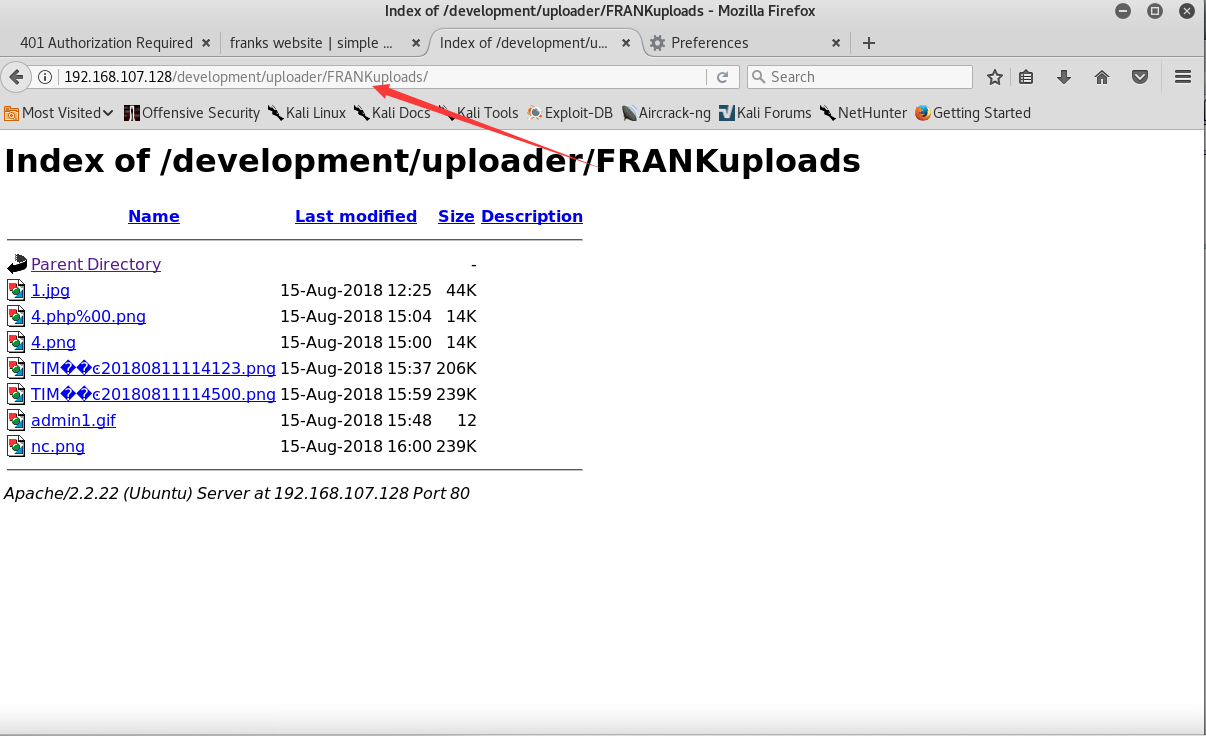 Index of /development/uploader/FRANKuploads - Mozilla Firefox
401 Authorization Required franks website | simple ... Index of /development/u... Preferences
192.168.107.128/development/uploader/FRANKuploads/ Search
Most Visited Offensive Security Kali Linux Kali Docs Kali Tools Exploit-DB Aircrack-ng Kali Forums NetHunter Getting Started
Index of /development/uploader/FRANKuploads
Name Last modified Size Description
Parent Directory -
1.jpg 15-Aug-2018 12:25 44K
4.php%00.png 15-Aug-2018 15:04 14K
4.png 15-Aug-2018 15:00 14K
TIM��ͼ20180811114123.png 15-Aug-2018 15:37 206K
TIM��ͼ20180811114500.png 15-Aug-2018 15:59 239K
admin1.gif 15-Aug-2018 15:48 12
nc.png 15-Aug-2018 16:00 239K
Apache/2.2.22 (Ubuntu) Server at 192.168.107.128 Port 80